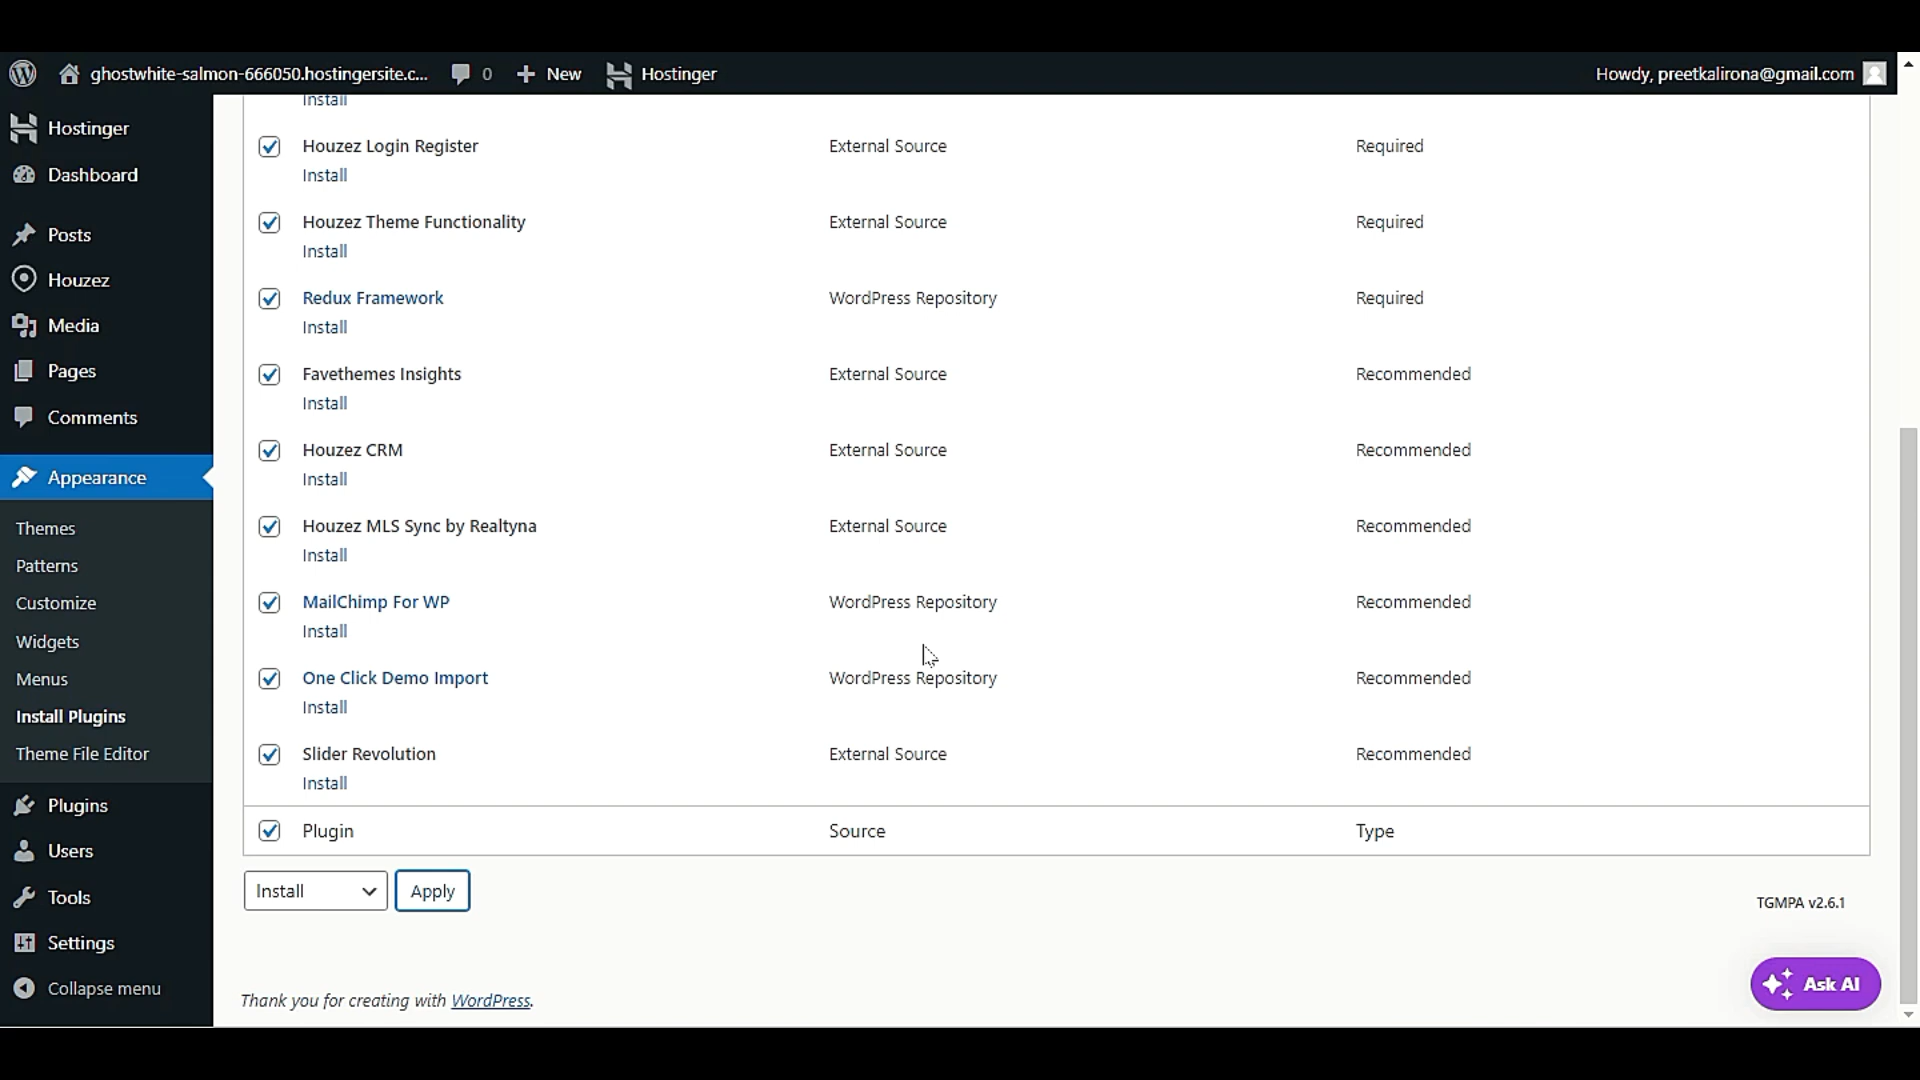 ghostwhite-salmon-666050.hostingersite.c... 0 New Hostinger Howdy, preetkalirona@gmail.com
Hostinger
Dashboard
Posts
Houzez
Media
Pages
Comments
Appearance
Themes
Patterns
Customize
Widgets
Menus
Install Plugins
Theme File Editor
Plugins
Users
Tools
Settings
Collapse menu
Install
Houzez Login Register External Source Required
Install
Houzez Theme Functionality External Source Required
Install
Redux Framework WordPress Repository Required
Install
Favethemes Insights External Source Recommended
Install
Houzez CRM External Source Recommended
Install
Houzez MLS Sync by Realtyna External Source Recommended
Install
MailChimp For WP WordPress Repository Recommended
Install
One Click Demo Import WordPress Repository Recommended
Install
Slider Revolution External Source Recommended
Install
Plugin Source Type
Install Apply
TGMPA v2.6.1
Ask AI
Thank you for creating with WordPress.